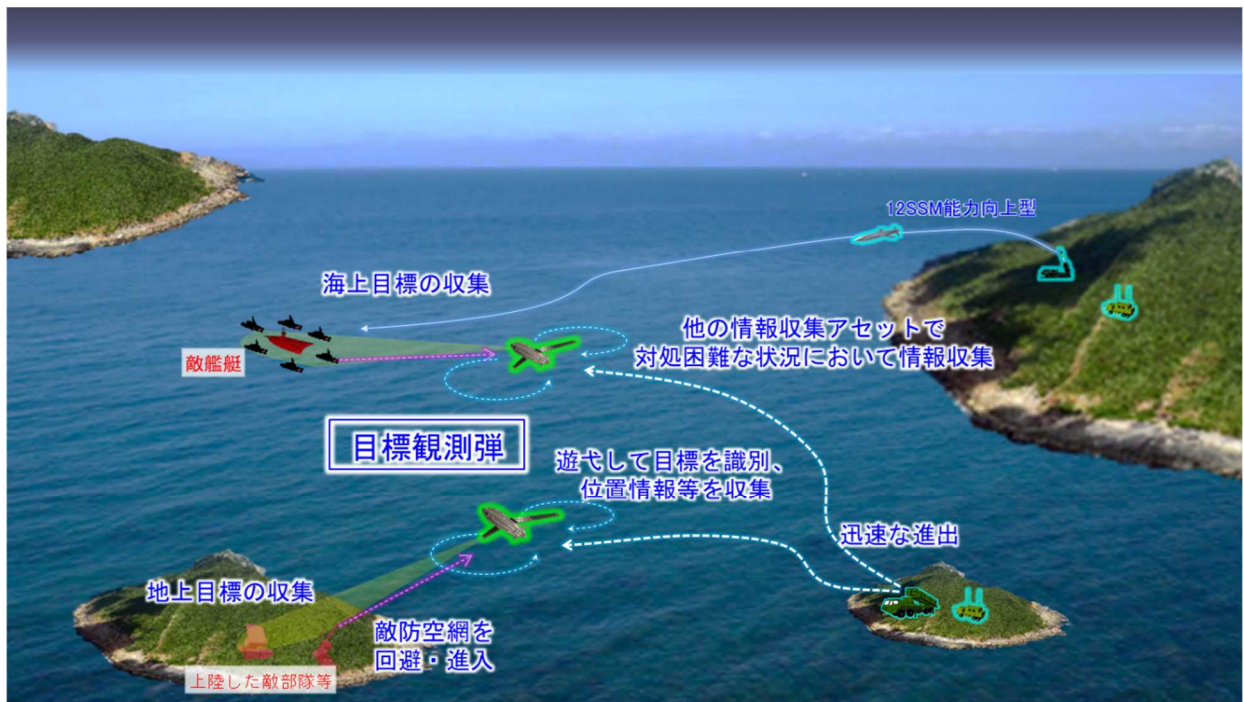 12SSM能力向上型
海上目標の収集
他の情報収集アセットで
対処困難な状況において情報収集
敵艦艇
目標観測弾
遊弋して目標を識別、
位置情報等を収集
迅速な進出
地上目標の収集
敵防空網を
回避・進入
上陸した敵部隊等